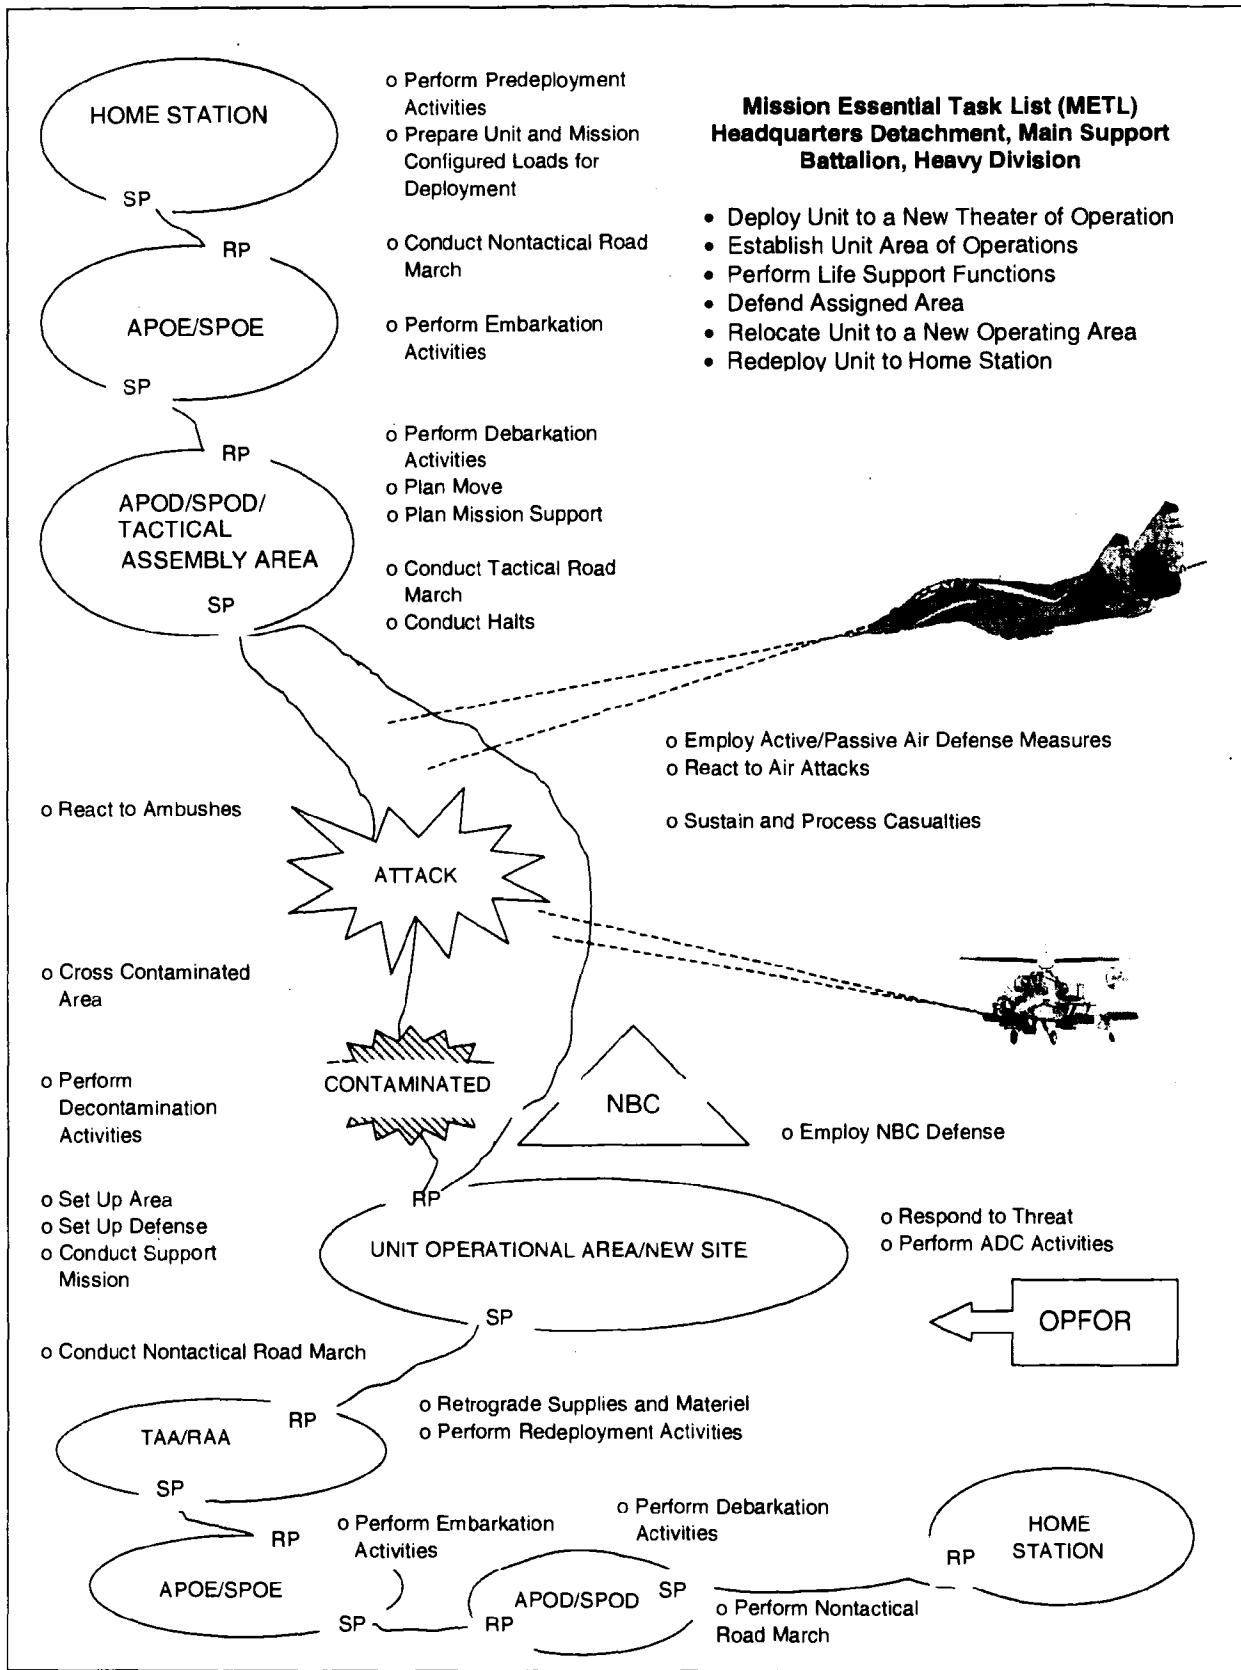 HOME STATION
SP
o Perform Predeployment
Activities
o Prepare Unit and Mission
Configured Loads for
Deployment
Mission Essential Task List (METL)
Headquarters Detachment, Main Support
Battalion, Heavy Division
• Deploy Unit to a New Theater of Operation
• Establish Unit Area of Operations
• Perform Life Support Functions
• Defend Assigned Area
• Relocate Unit to a New Operating Area
• Redeploy Unit to Home Station
RP
o Conduct Nontactical Road
March
APOE/SPOE
o Perform Embarkation
Activities
SP
RP
o Perform Debarkation
Activities
o Plan Move
o Plan Mission Support
APOD/SPOD/
TACTICAL
ASSEMBLY AREA
o Conduct Tactical Road
March
o Conduct Halts
SP
o Employ Active/Passive Air Defense Measures
o React to Air Attacks
o React to Ambushes
o Sustain and Process Casualties
ATTACK
o Cross Contaminated
Area
CONTAMINATED
o Perform
Decontamination
Activities
NBC
o Employ NBC Defense
RP
o Set Up Area
o Set Up Defense
o Conduct Support
Mission
UNIT OPERATIONAL AREA/NEW SITE
o Respond to Threat
o Perform ADC Activities
SP
OPFOR
o Conduct Nontactical Road March
RP
o Retrograde Supplies and Materiel
o Perform Redeployment Activities
TAA/RAA
SP
RP
o Perform Embarkation
Activities
APOE/SPOE
SP
o Perform Debarkation
Activities
RP
APOD/SPOD
SP
o Perform Nontactical
Road March
RP
HOME
STATION